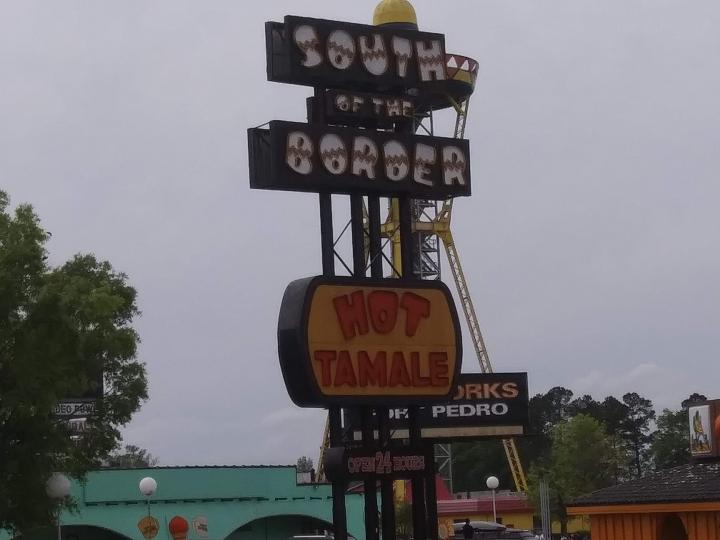 SOUTH
OF THE
BORDER
HOT
TAMALE
ORKS
PEDRO
OPEN 24 HOURS